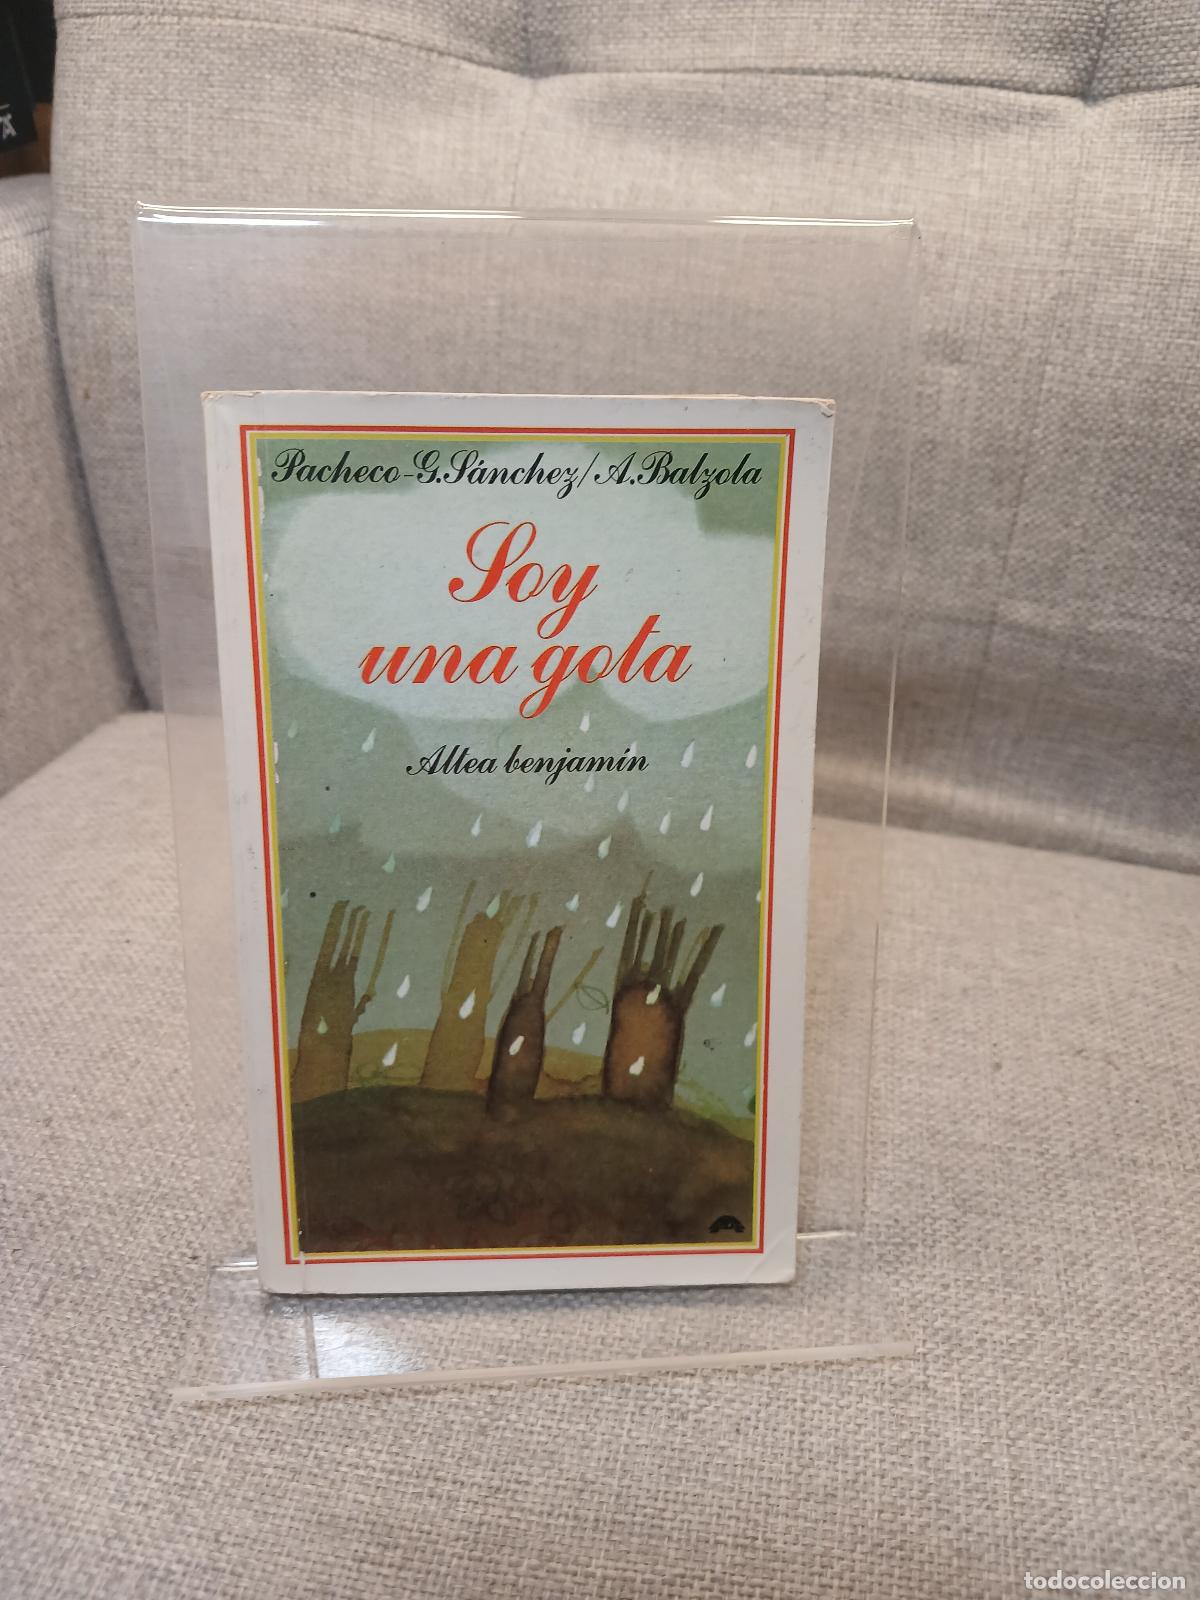 Pacheco-G.Sánchez/A.Balzola
Soy
una gota
Altea benjamín
todocoleccion